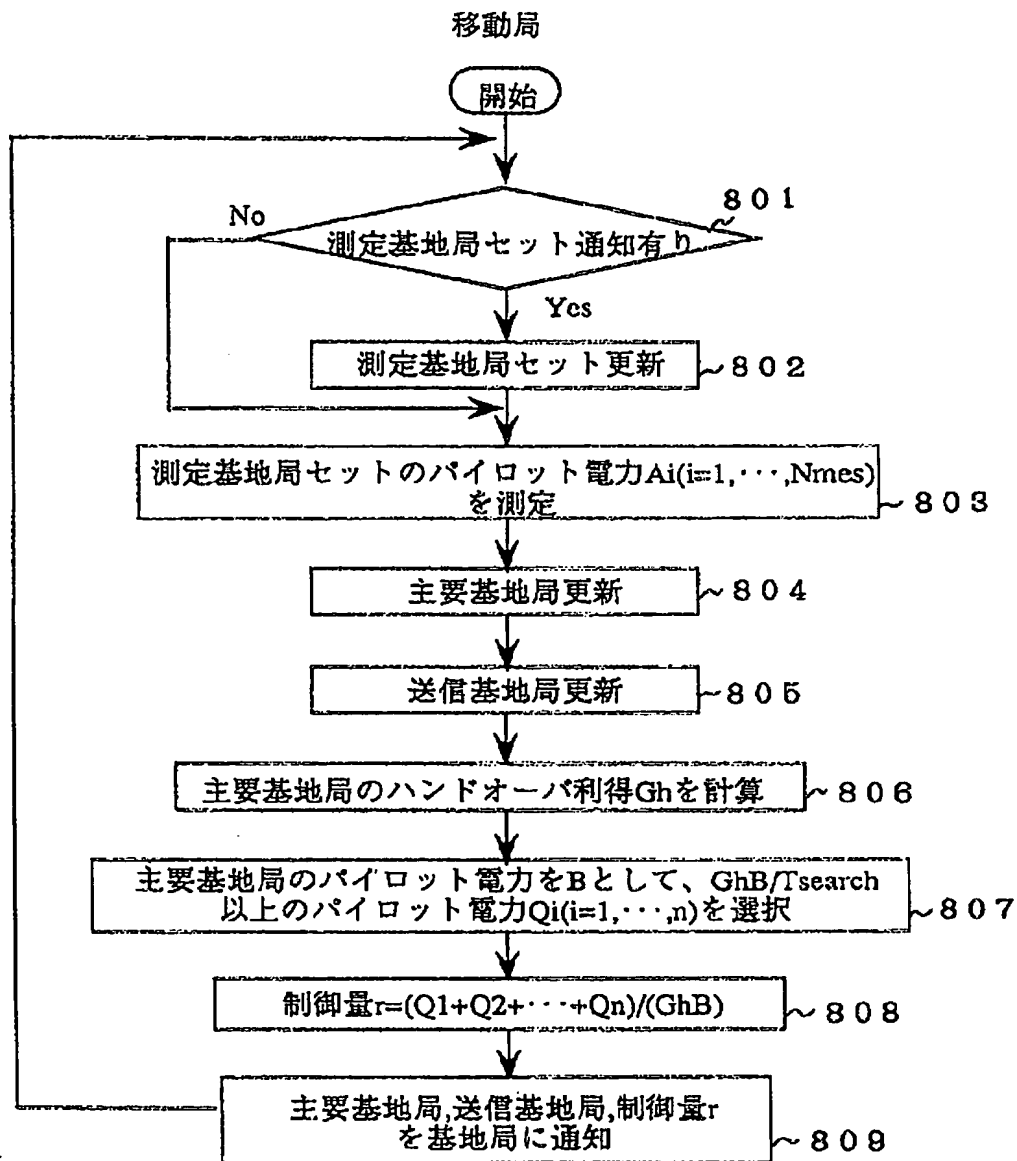 移動局
開始
801
No
測定基地局セット通知有り
Yes
測定基地局セット更新
802
測定基地局セットのパイロット電力Ai(i=1,···,Nmes)
を測定
803
主要基地局更新
804
送信基地局更新
805
主要基地局のハンドオーバ利得Ghを計算
806
主要基地局のパイロット電力をBとして、GhB/Tsearch
以上のパイロット電力Qi(i=1,···,n)を選択
807
制御量r=(Q1+Q2+···+Qn)/(GhB)
808
主要基地局,送信基地局,制御量r
を基地局に通知
809